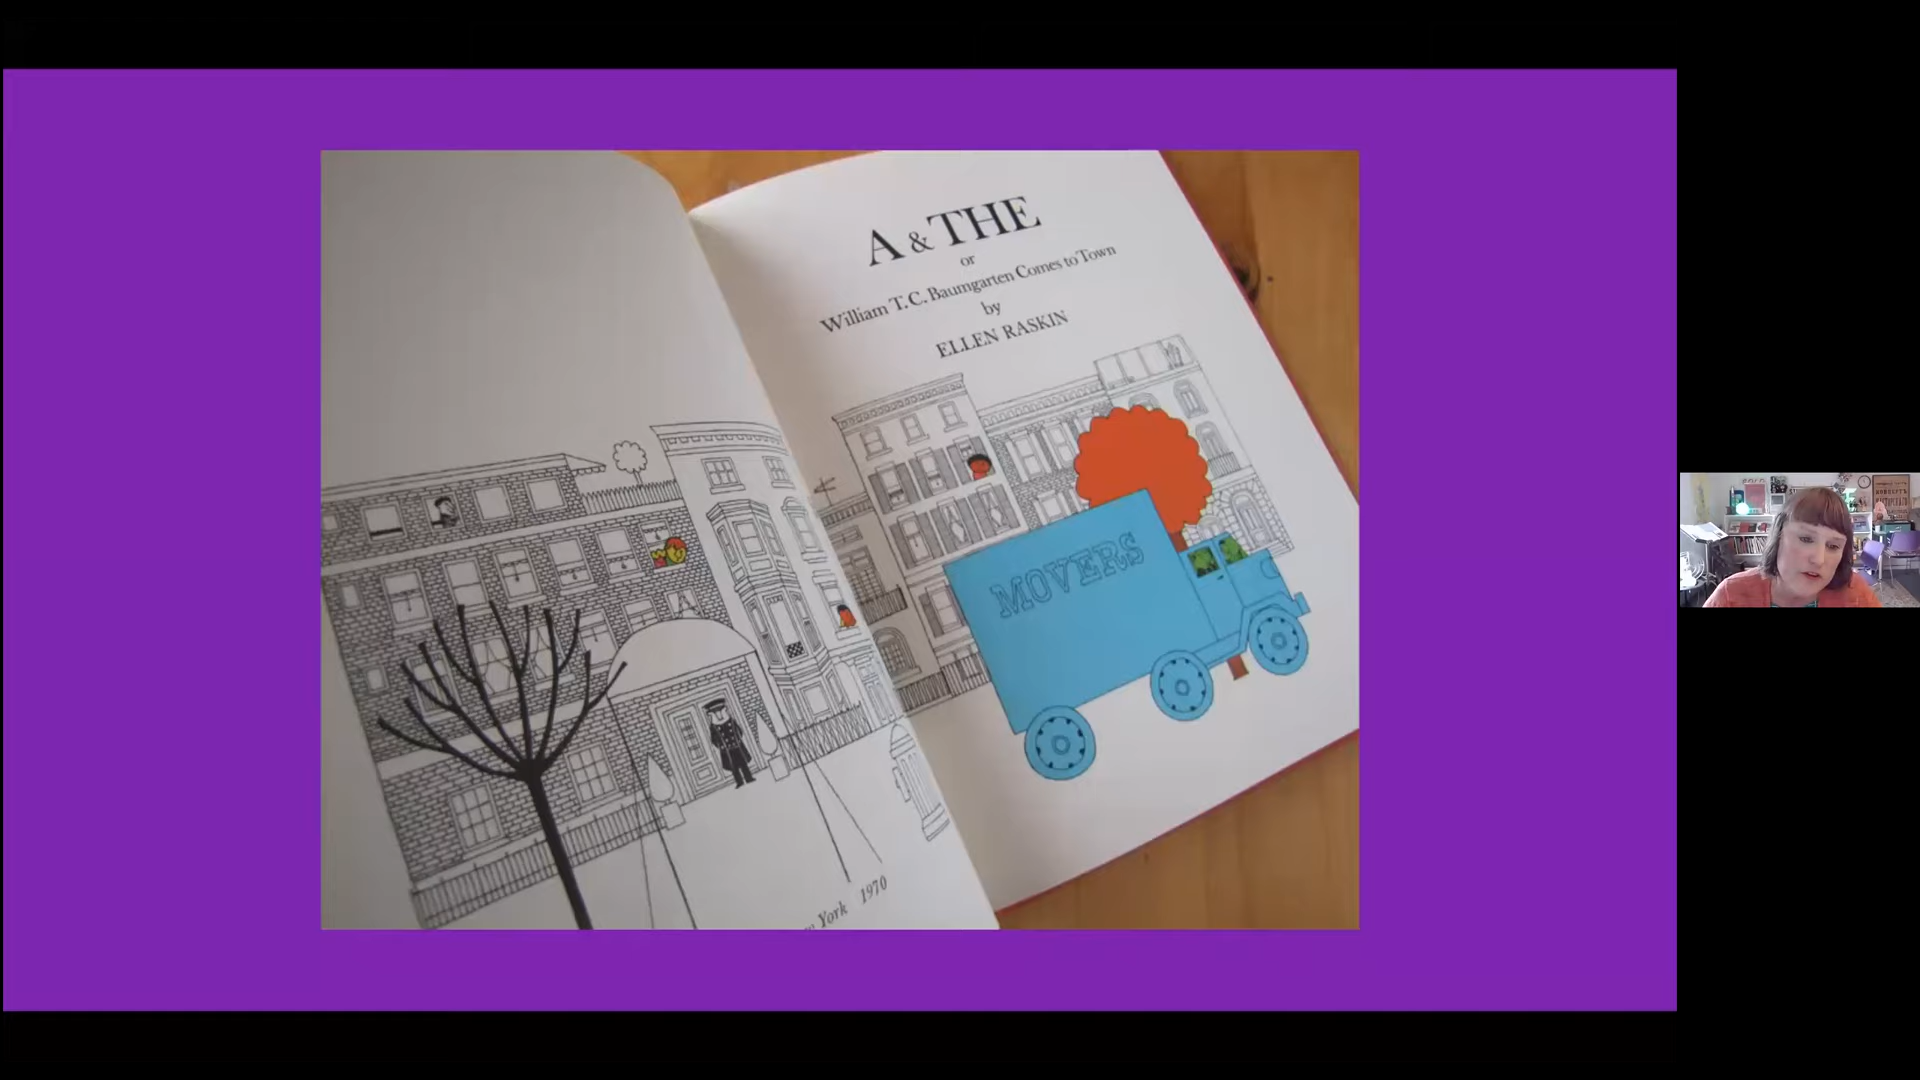 A & THE
or
William T. C. Baumgarten Comes to Town
by
ELLEN RASKIN
MOVERS
York 1970